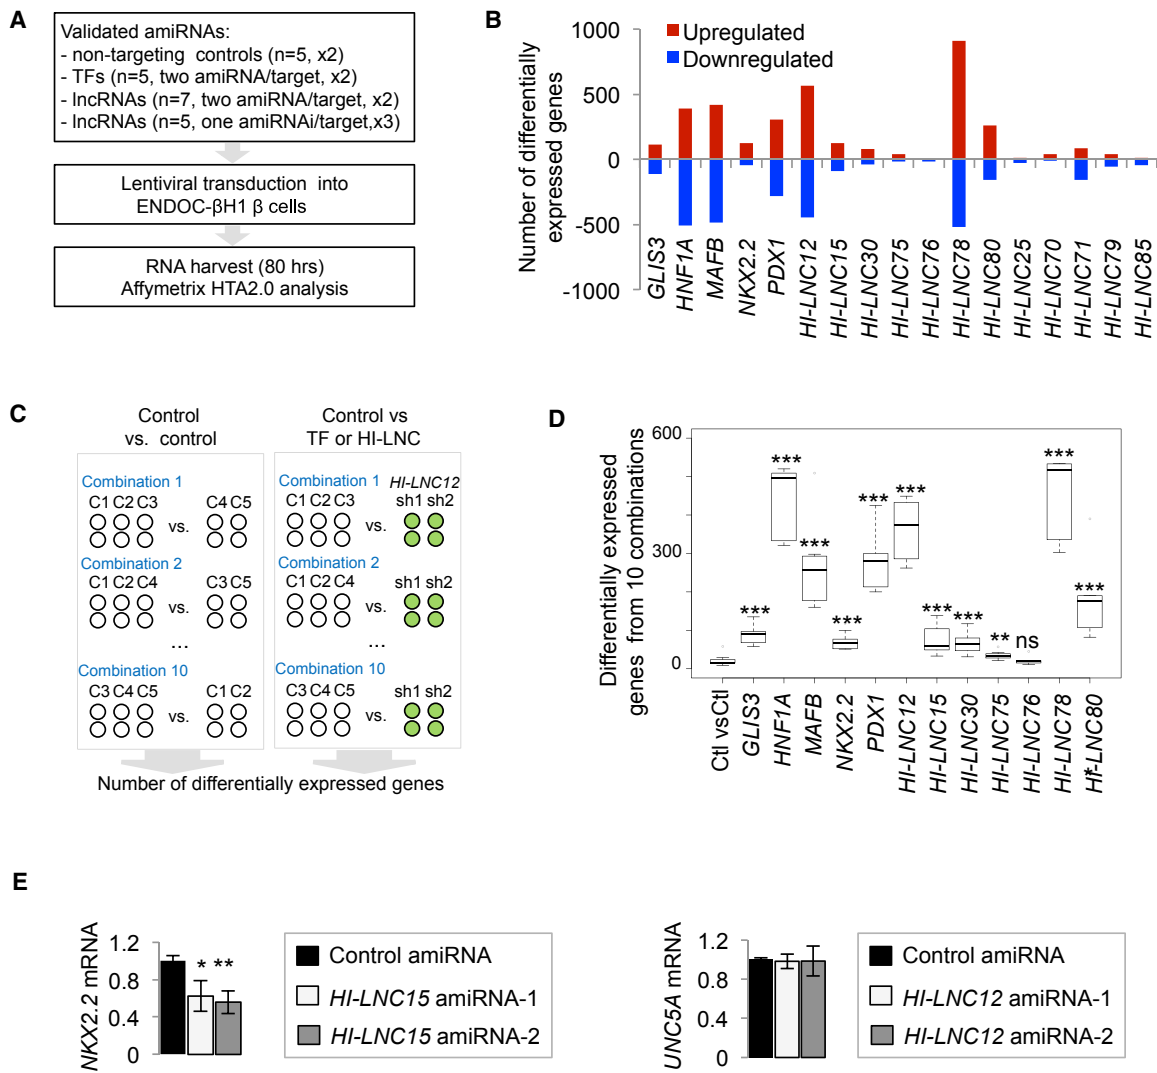 A
Validated amiRNAs:
- non-targeting controls (n=5, x2)
- TFs (n=5, two amiRNA/target, x2)
- lncRNAs (n=7, two amiRNA/target, x2)
- lncRNAs (n=5, one amiRNAi/target,x3)
Lentiviral transduction into
ENDOC-βH1 β cells
RNA harvest (80 hrs)
Affymetrix HTA2.0 analysis
B
Number of differentially
expressed genes
1000
500
0
-500
-1000
Upregulated
Downregulated
GLIS3
HNF1A
MAFB
NKX2.2
PDX1
HI-LNC12
HI-LNC15
HI-LNC30
HI-LNC75
HI-LNC76
HI-LNC78
HI-LNC80
HI-LNC25
HI-LNC70
HI-LNC71
HI-LNC79
HI-LNC85
C
Control
vs. control
Combination 1
C1 C2 C3
C4 C5
vs.
Combination 2
C1 C2 C4
C3 C5
vs.
...
Combination 10
C3 C4 C5
C1 C2
vs.
Control vs
TF or HI-LNC
Combination 1
HI-LNC12
C1 C2 C3
sh1 sh2
vs.
Combination 2
C1 C2 C4
sh1 sh2
vs.
...
Combination 10
C3 C4 C5
sh1 sh2
vs.
Number of differentially expressed genes
D
Differentially expressed
genes from 10 combinations
600
300
0
***
***
***
***
***
***
***
***
**
ns
***
***
Ctl vsCtl
GLIS3
HNF1A
MAFB
NKX2.2
PDX1
HI-LNC12
HI-LNC15
HI-LNC30
HI-LNC75
HI-LNC76
HI-LNC78
HI-LNC80
*
E
NKX2.2 mRNA
1.2
0.8
0.4
0
* **
Control amiRNA
HI-LNC15 amiRNA-1
HI-LNC15 amiRNA-2
UNC5A mRNA
1.2
0.8
0.4
0
Control amiRNA
HI-LNC12 amiRNA-1
HI-LNC12 amiRNA-2